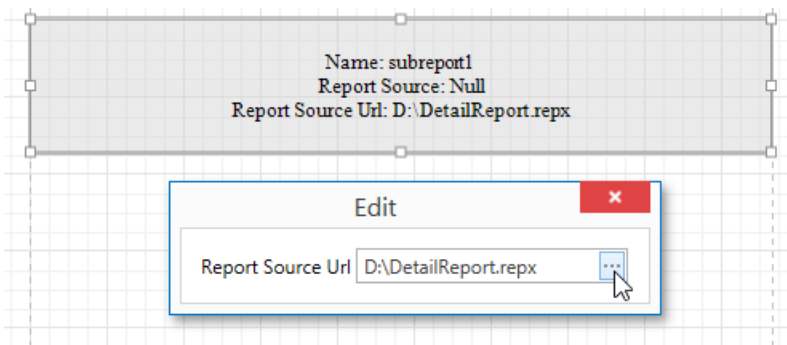 Name: subreport1
Report Source: Null
Report Source Url: D:\DetailReport.repx
Edit
Report Source Url D:\DetailReport.repx ...